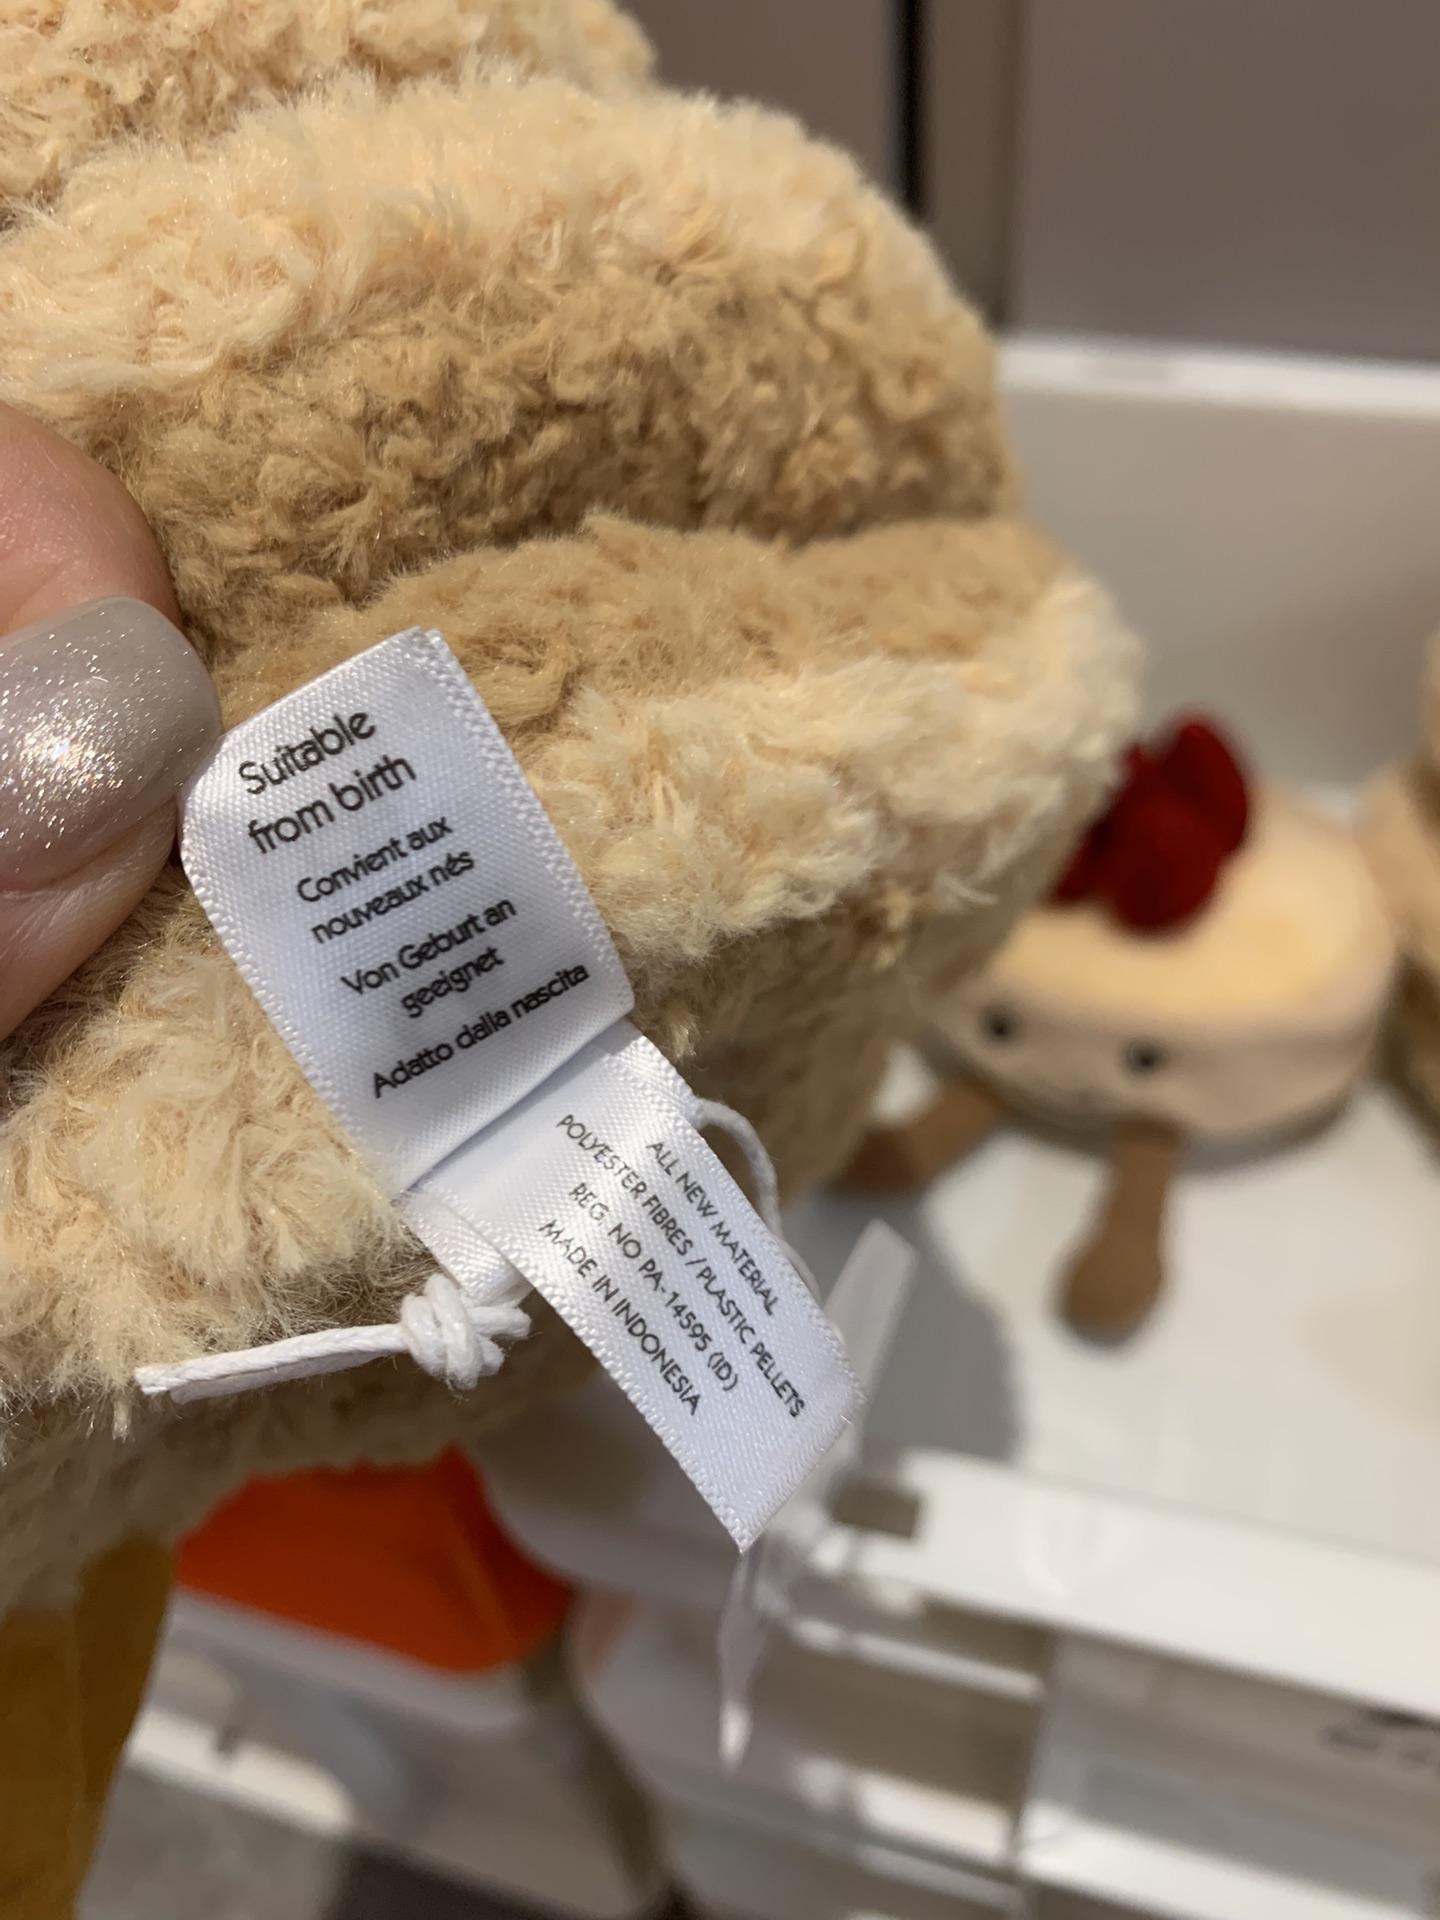 Suitable
from birth
Convient aux
nouveaux nés
Von Geburt an
geeignet
Adatto dalla nascita
ALL NEW MATERIAL
POLYESTER FIBRES / PLASTIC PELLETS
REG. NO PA-14595 (ID)
MADE IN INDONESIA